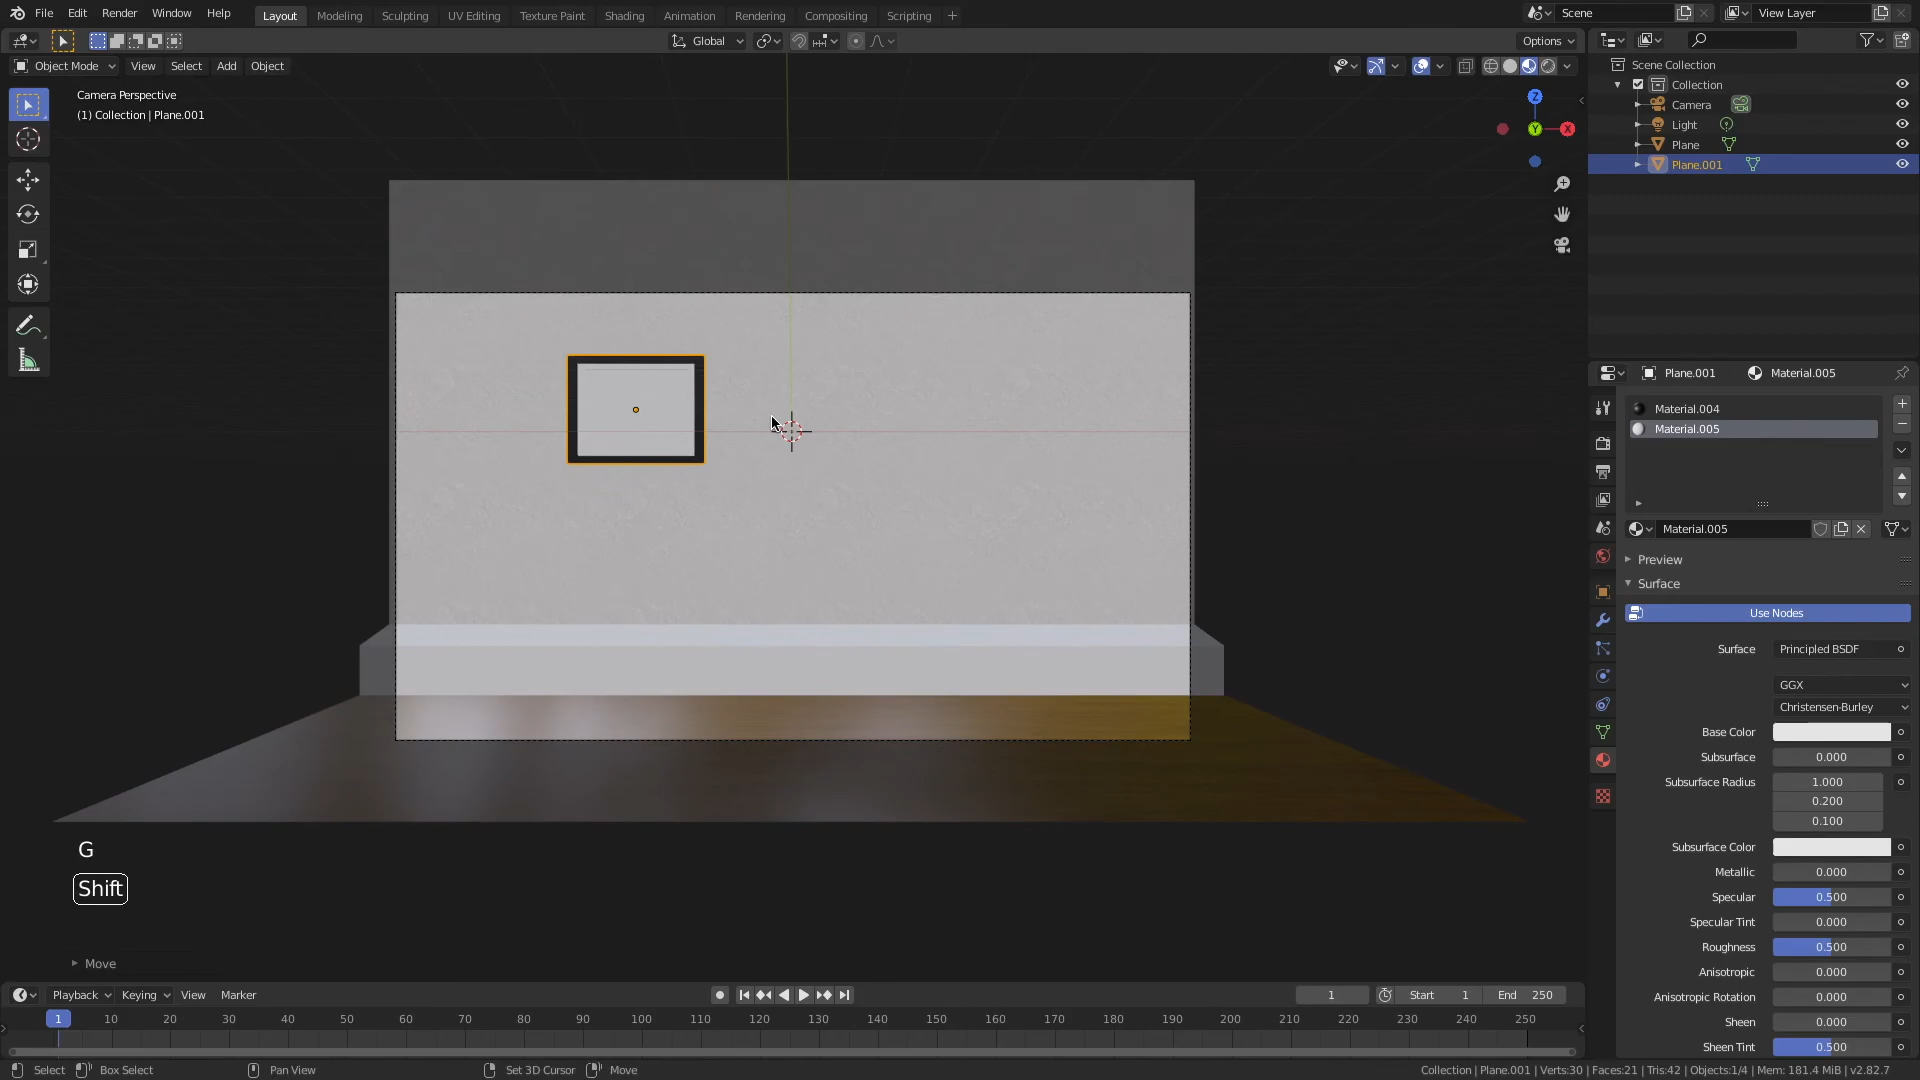 File Edit Render Window Help Layout Modeling Sculpting UV Editing Texture Paint Shading Animation Rendering Compositing Scripting + Scene View Layer
Global Options
Object Mode View Select Add Object
Camera Perspective
(1) Collection | Plane.001
Z
Y
X
Scene Collection
Collection
Camera
Light
Plane
Plane.001
Plane.001 Material.005
Material.004
Material.005
Material.005
Preview
Surface
Use Nodes
Surface Principled BSDF
GGX
Christensen-Burley
Base Color
Subsurface 0.000
Subsurface Radius 1.000
0.200
0.100
Subsurface Color
Metallic 0.000
Specular 0.500
Specular Tint 0.000
Roughness 0.500
Anisotropic 0.000
Anisotropic Rotation 0.000
Sheen 0.000
Sheen Tint 0.500
G
Shift
Move
Playback Keying View Marker 1 Start 1 End 250
1 10 20 30 40 50 60 70 80 90 100 110 120 130 140 150 160 170 180 190 200 210 220 230 240 250
Select Box Select Pan View Set 3D Cursor Move Collection | Plane.001 | Verts:30 | Faces:21 | Tris:42 | Objects:1/4 | Mem: 181.4 MiB | v2.82.7